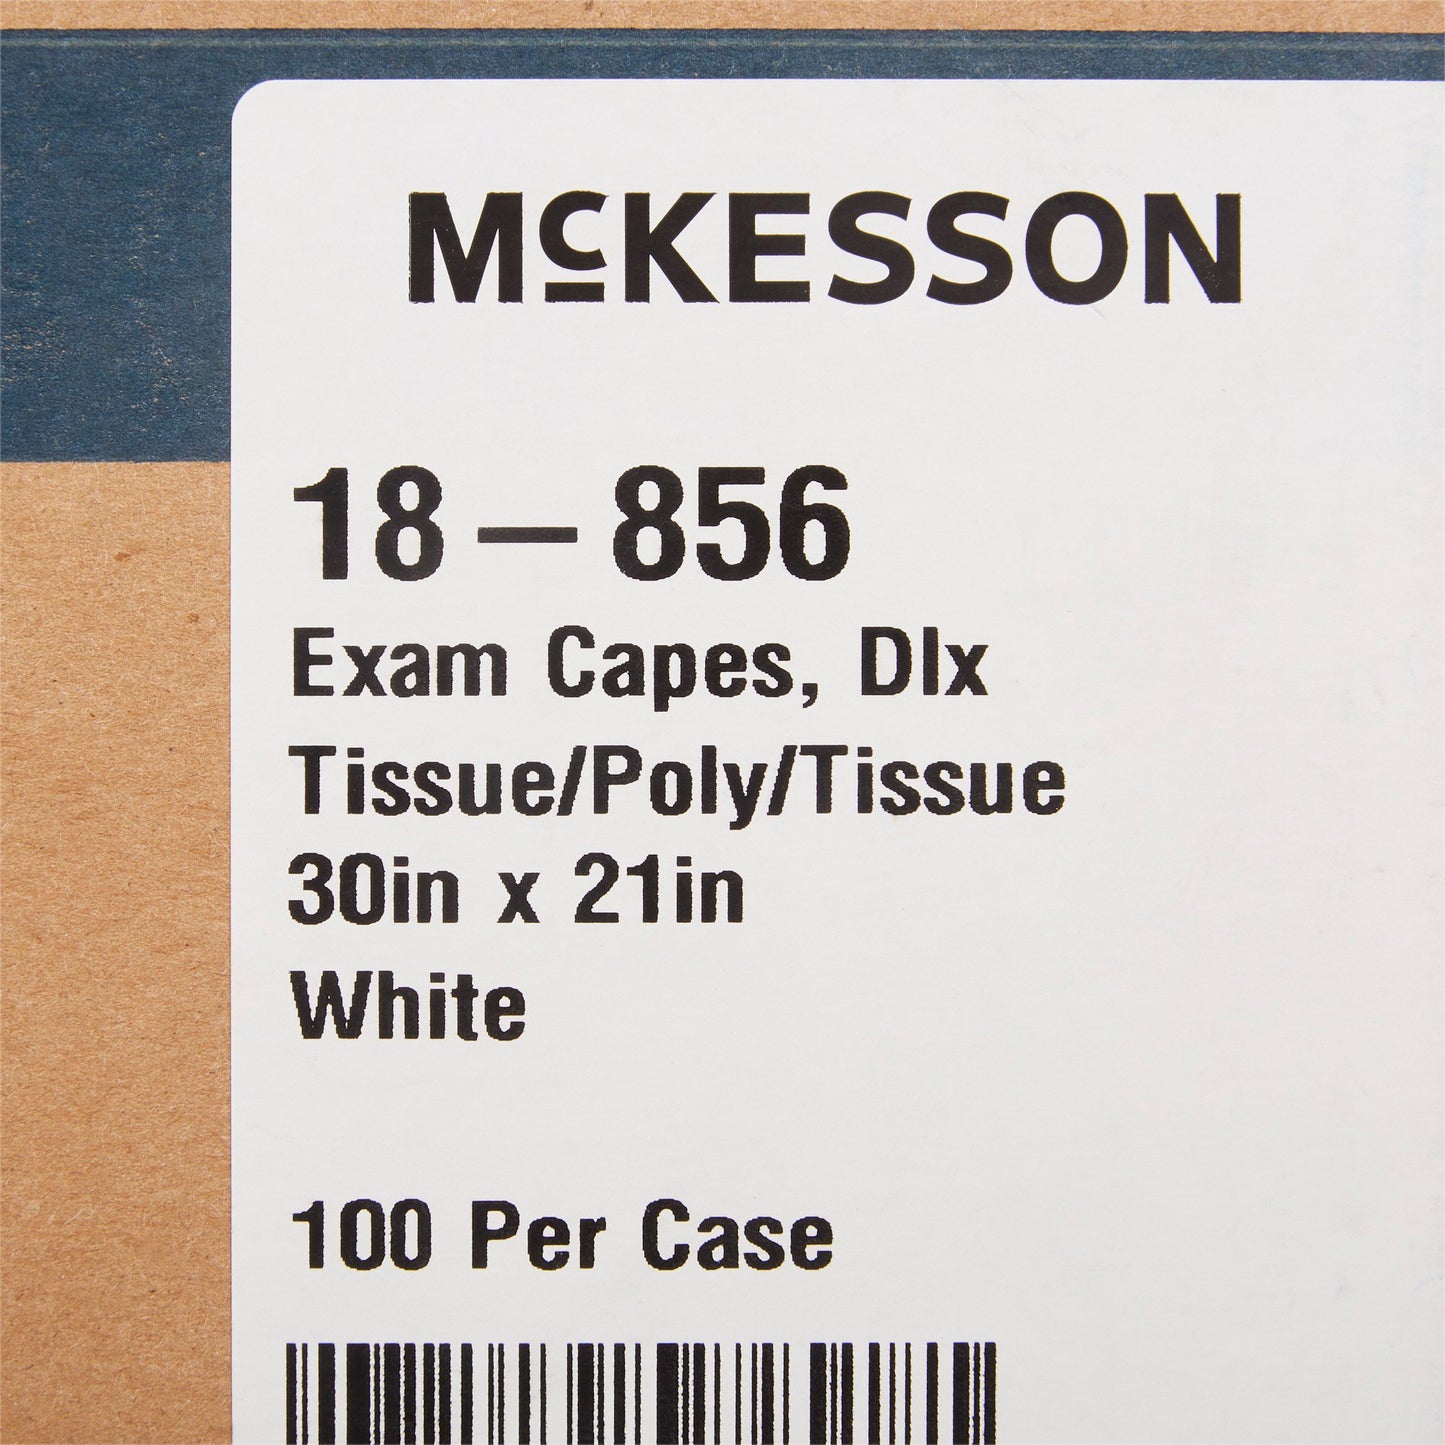 McKESSON
18-856
Exam Capes, Dlx
Tissue/Poly/Tissue
30in x 21in
White
100 Per Case